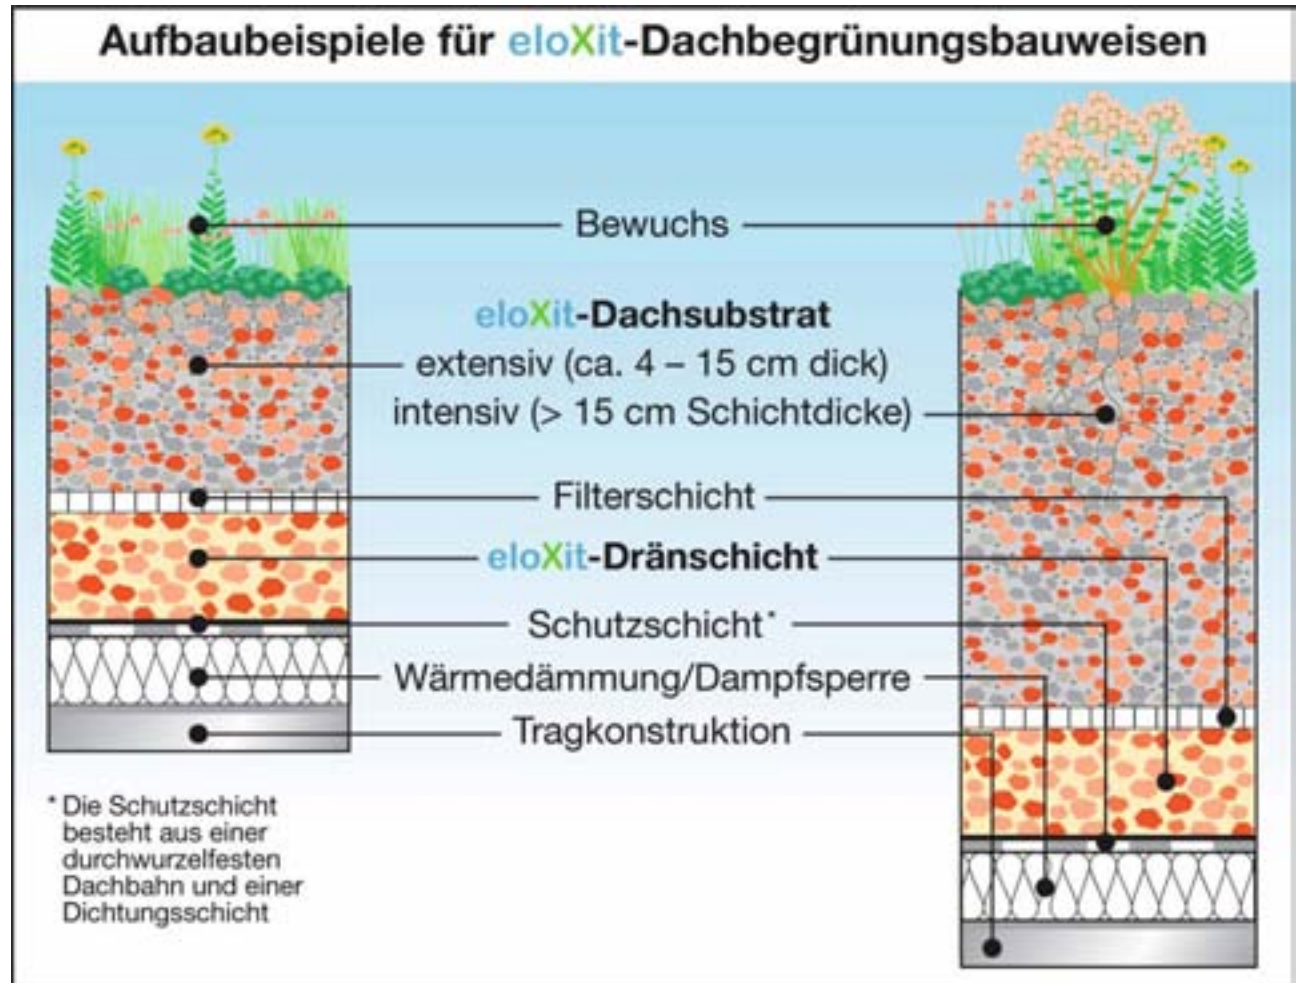 Aufbaubeispiele für eloXit-Dachbegrünungsbauweisen
Bewuchs
eloXit-Dachsubstrat
extensiv (ca. 4 – 15 cm dick)
intensiv (> 15 cm Schichtdicke)
Filterschicht
eloXit-Dränschicht
Schutzschicht*
Wärmedämmung/Dampfsperre
Tragkonstruktion
* Die Schutzschicht
besteht aus einer
durchwurzelfesten
Dachbahn und einer
Dichtungsschicht